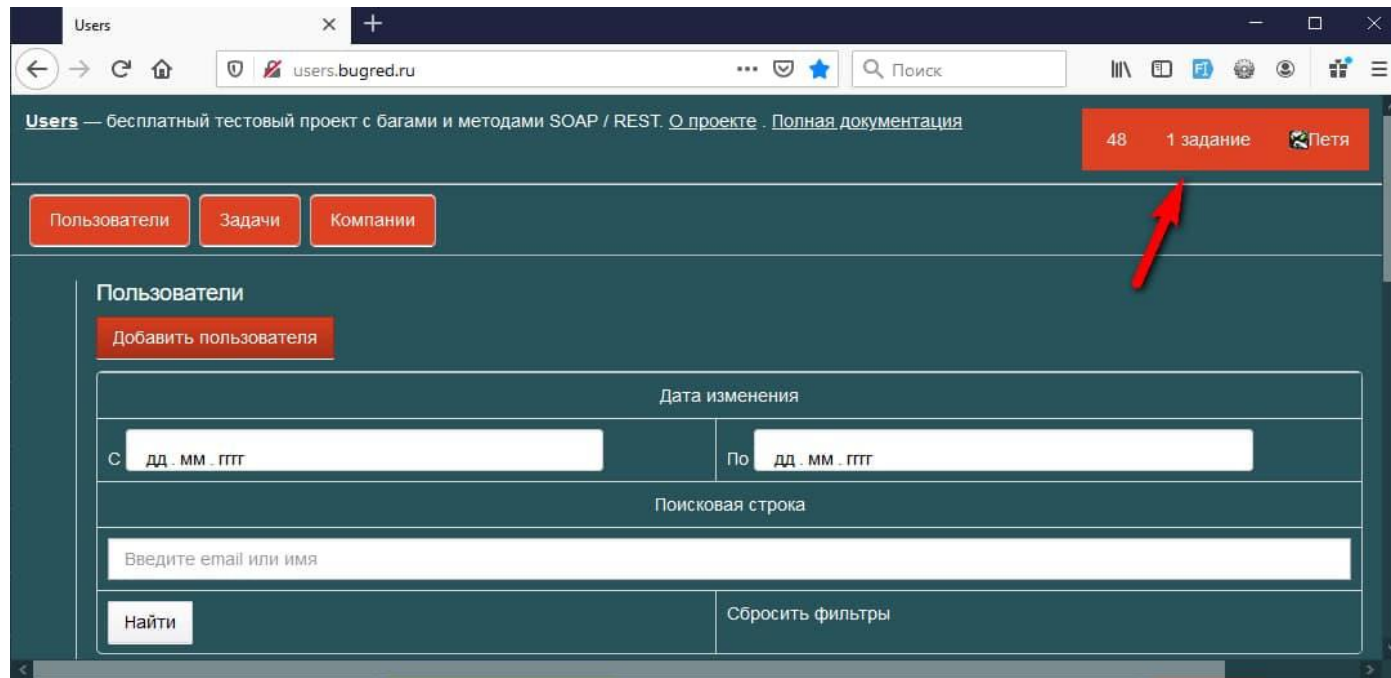 Users
users.bugred.ru
Поиск
Users — бесплатный тестовый проект с багами и методами SOAP / REST. О проекте . Полная документация
48 1 задание Петя
Пользователи Задачи Компании
Пользователи
Добавить пользователя
Дата изменения
С дд . мм . гггг По дд . мм . гггг
Поисковая строка
Введите email или имя
Найти Сбросить фильтры